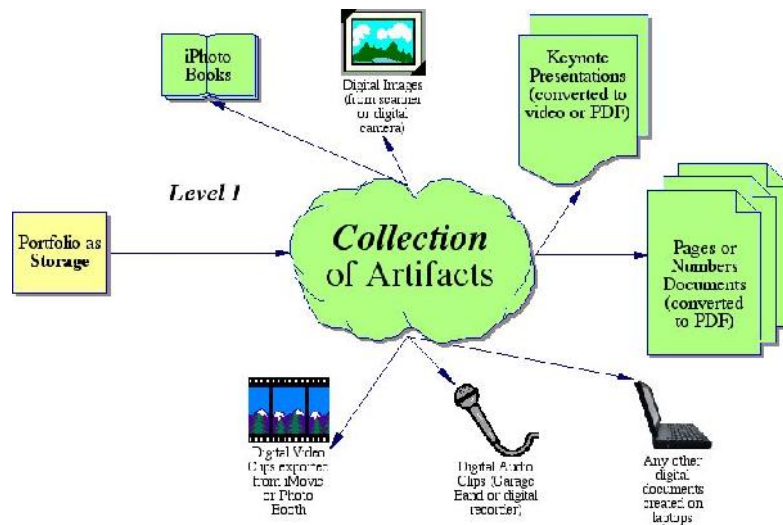 iPhoto
Books
Digital Images
(from scanner
or digital
camera)
Keynote
Presentations
(converted to
video or PDF)
Level 1
Portfolio as
Storage
Collection
of Artifacts
Pages or
Numbers
Documents
(converted
to PDF)
Digital Video
Clips exported
from iMovie
or Photo
Booth
Digital Audio
Clips (Garage
Band or digital
recorder)
Any other
digital
documents
created on
laptops